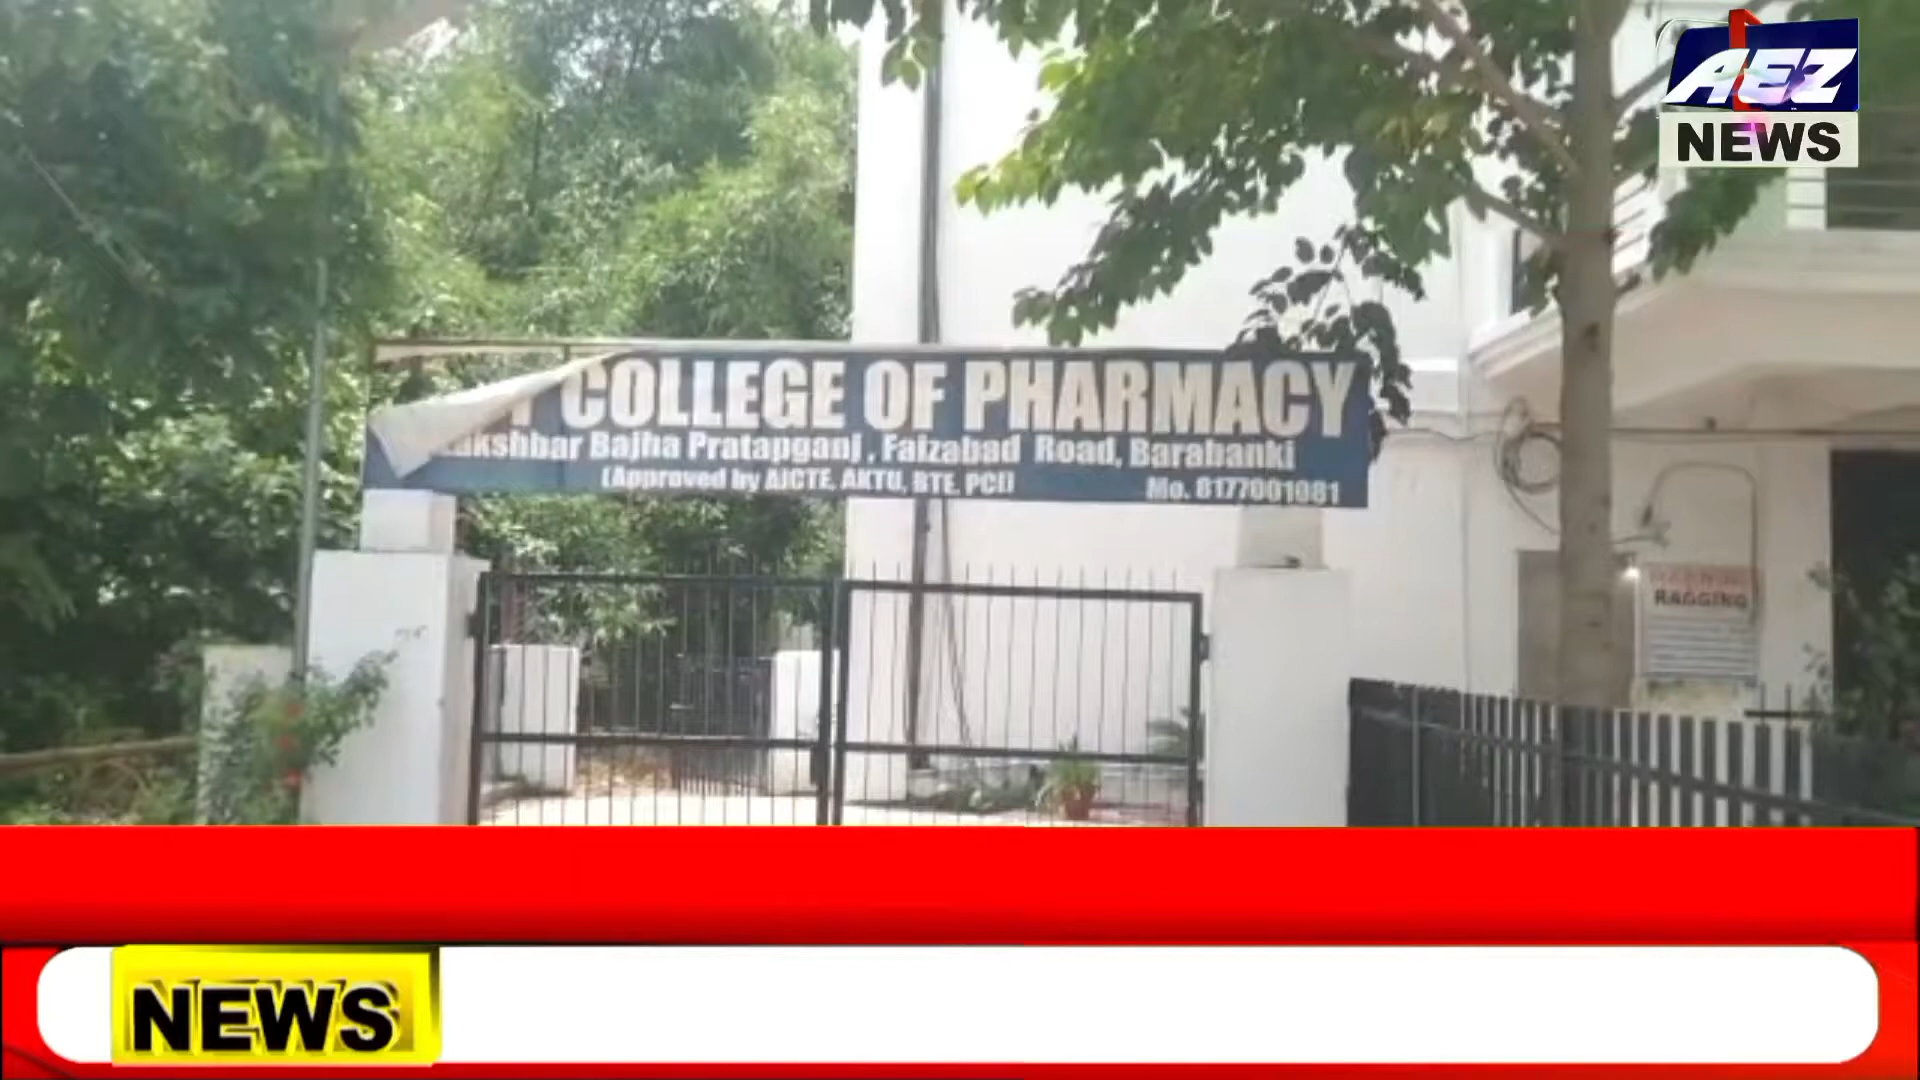 AEZ
NEWS
COLLEGE OF PHARMACY
Bajha Pratapganj, Faizabad Road, Barabanki
(Approved by AICTE, AKTU, BTE, PCI)
Mo. 8177001081
WARNING
RAGGING
NEWS